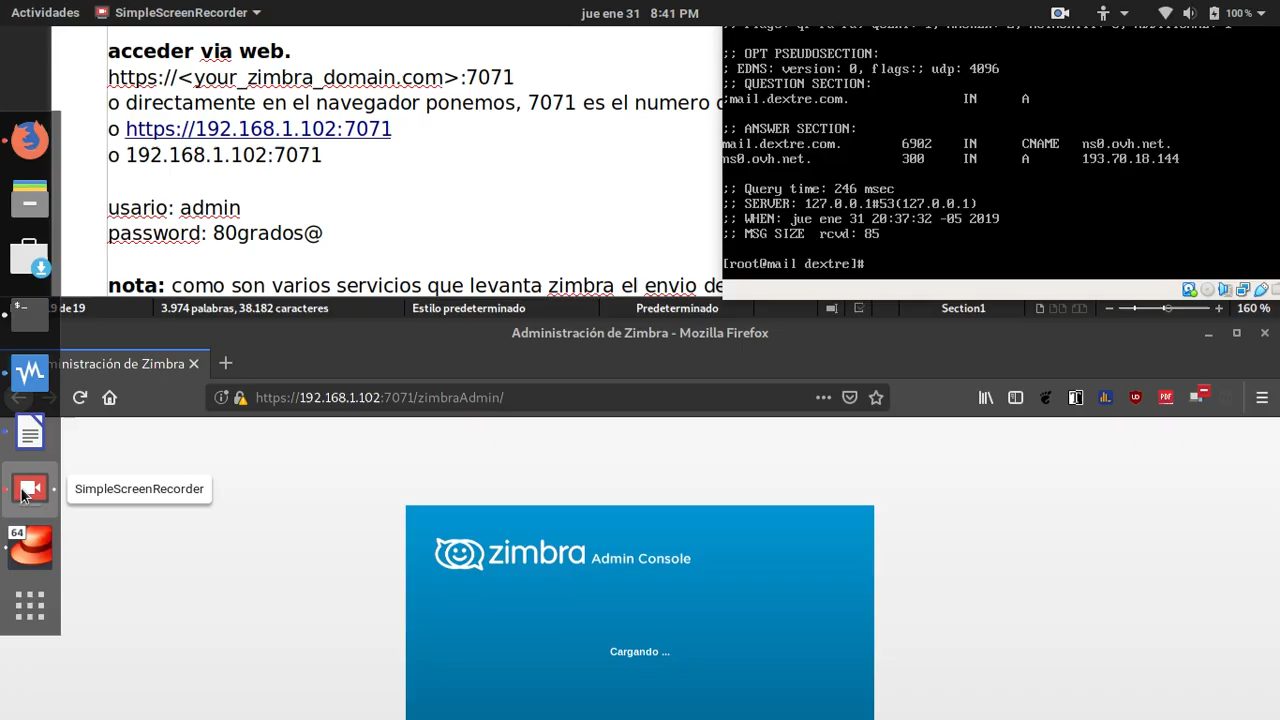 Actividades
SimpleScreenRecorder
jue ene 31 8:41 PM
100 %
acceder via web.
https://<your_zimbra_domain.com>:7071
o directamente en el navegador ponemos, 7071 es el numero
o https://192.168.1.102:7071
o 192.168.1.102:7071
usario: admin
password: 80grados@
nota: como son varios servicios que levanta zimbra el envio de
;; OPT PSEUDOSECTION:
; EDNS: version: 0, flags:; udp: 4096
;; QUESTION SECTION:
;mail.dextre.com. IN A
;; ANSWER SECTION:
mail.dextre.com. 6902 IN CNAME ns0.ovh.net.
ns0.ovh.net. 300 IN A 193.70.18.144
;; Query time: 246 msec
;; SERVER: 127.0.0.1#53(127.0.0.1)
;; WHEN: jue ene 31 20:37:32 -05 2019
;; MSG SIZE rcvd: 85
[root@mail dextre]#
9 de 19
3.974 palabras, 38.182 caracteres
Estilo predeterminado
Predeterminado
Section1
160 %
Administración de Zimbra - Mozilla Firefox
ministración de Zimbra
https://192.168.1.102:7071/zimbraAdmin/
SimpleScreenRecorder
64
zimbra Admin Console
Cargando ...